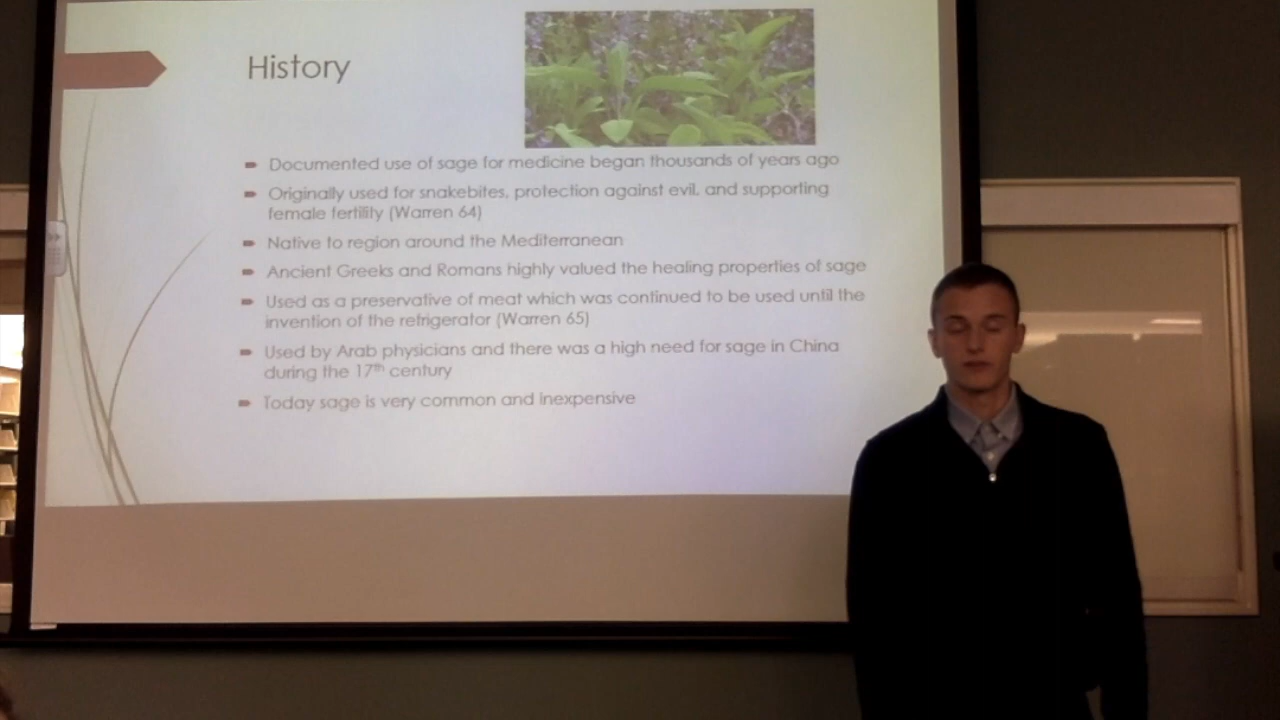 History
Documented use of sage for medicine began thousands of years ago
Originally used for snakebites, protection against evil, and supporting
female fertility (Warren 64)
Native to region around the Mediterranean
Ancient Greeks and Romans highly valued the healing properties of sage
Used as a preservative of meat which was continued to be used until the
invention of the refrigerator (Warren 65)
Used by Arab physicians and there was a high need for sage in China
during the 17th century
Today sage is very common and inexpensive